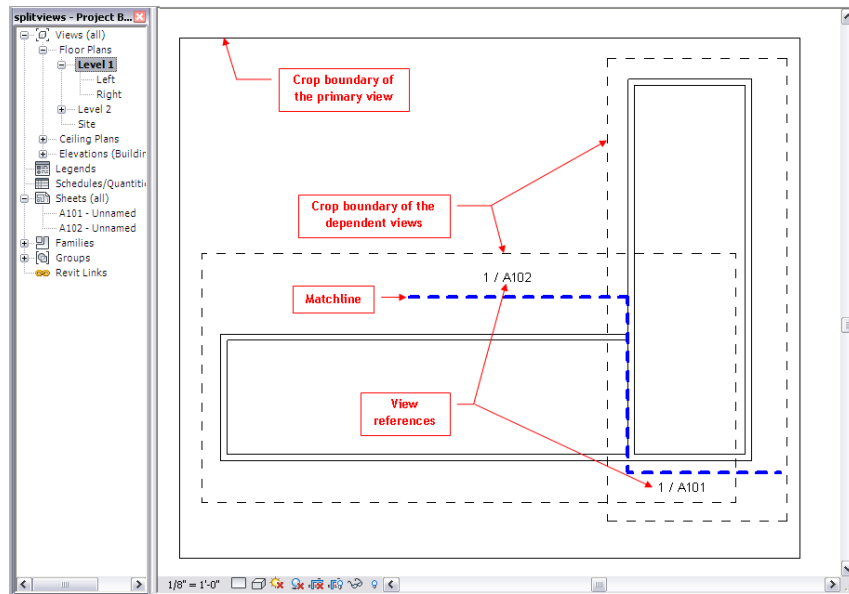 splitviews - Project B...
Views (all)
Floor Plans
Level 1
Left
Right
Level 2
Site
Ceiling Plans
Elevations (Buildin
Legends
Schedules/Quantiti
Sheets (all)
A101 - Unnamed
A102 - Unnamed
Families
Groups
Revit Links
Crop boundary of
the primary view
Crop boundary of the
dependent views
1 / A102
Matchline
View
references
1 / A101
1/8" = 1'-0"